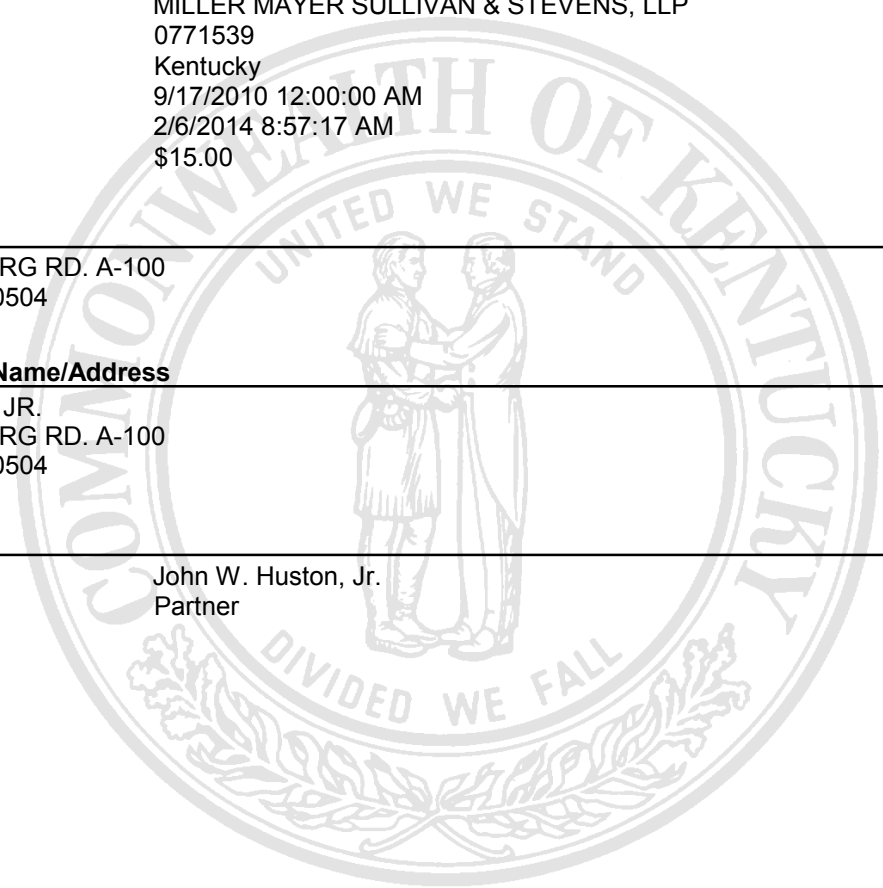 MILLER MAYER SULLIVAN & STEVENS, LLP
0771539
Kentucky
9/17/2010 12:00:00 AM
2/6/2014 8:57:17 AM
$15.00
RG RD. A-100
0504
Name/Address
JR.
RG RD. A-100
0504
John W. Huston, Jr.
Partner
COMMONWEALTH OF KENTUCKY
UNITED WE STAND
DIVIDED WE FALL